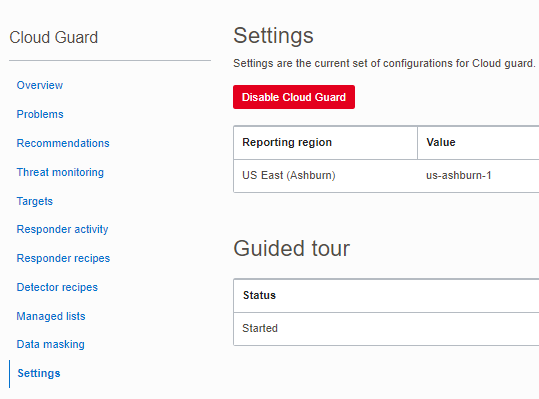 Cloud Guard
Overview
Problems
Recommendations
Threat monitoring
Targets
Responder activity
Responder recipes
Detector recipes
Managed lists
Data masking
Settings
Settings
Settings are the current set of configurations for Cloud guard.
Disable Cloud Guard
Reporting region Value
US East (Ashburn) us-ashburn-1
Guided tour
Status
Started